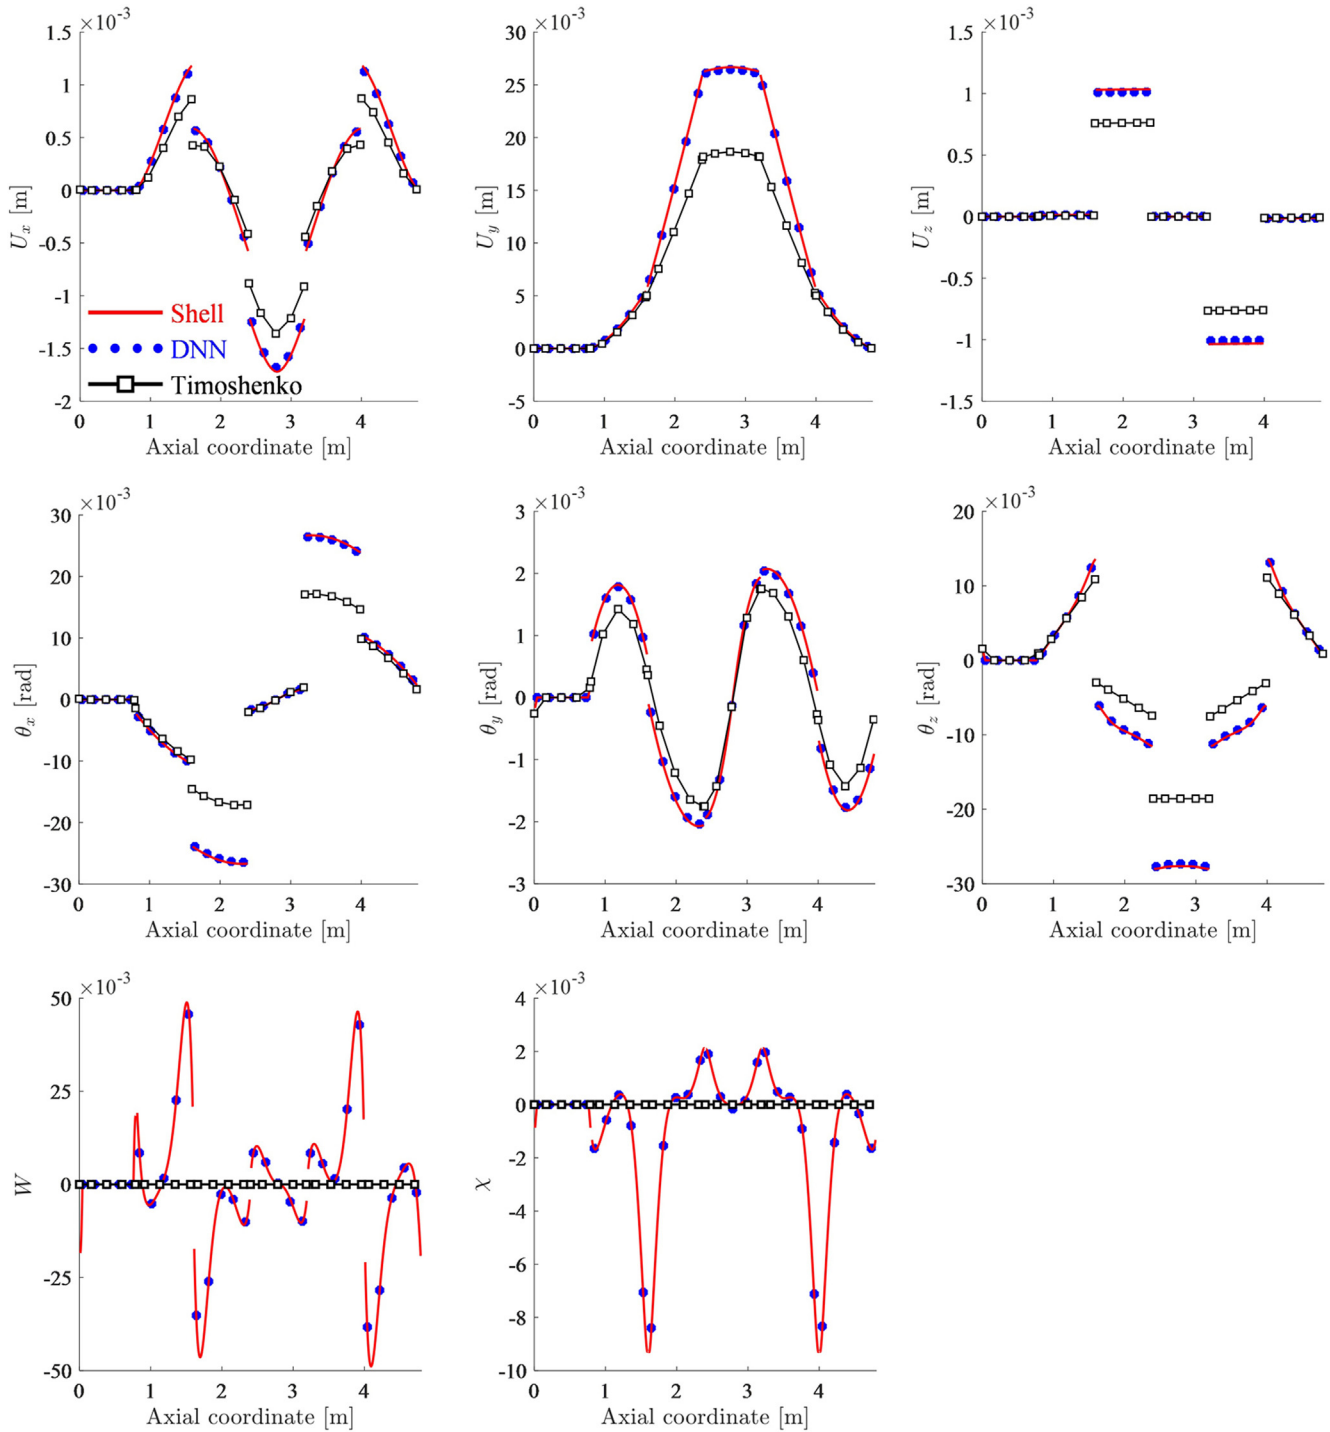 ×10⁻³
1.5
1
0.5
0
-0.5
-1
-1.5
-2
U_x [m]
Shell
DNN
Timoshenko
0 1 2 3 4
Axial coordinate [m]
×10⁻³
30
25
20
15
10
5
0
-5
U_y [m]
0 1 2 3 4
Axial coordinate [m]
×10⁻³
1.5
1
0.5
0
-0.5
-1
-1.5
U_z [m]
0 1 2 3 4
Axial coordinate [m]
×10⁻³
30
20
10
0
-10
-20
-30
θ_x [rad]
0 1 2 3 4
Axial coordinate [m]
×10⁻³
3
2
1
0
-1
-2
-3
θ_y [rad]
0 1 2 3 4
Axial coordinate [m]
×10⁻³
20
10
0
-10
-20
-30
θ_z [rad]
0 1 2 3 4
Axial coordinate [m]
×10⁻³
50
25
0
-25
-50
W
0 1 2 3 4
Axial coordinate [m]
×10⁻³
4
2
0
-2
-4
-6
-8
-10
χ
0 1 2 3 4
Axial coordinate [m]